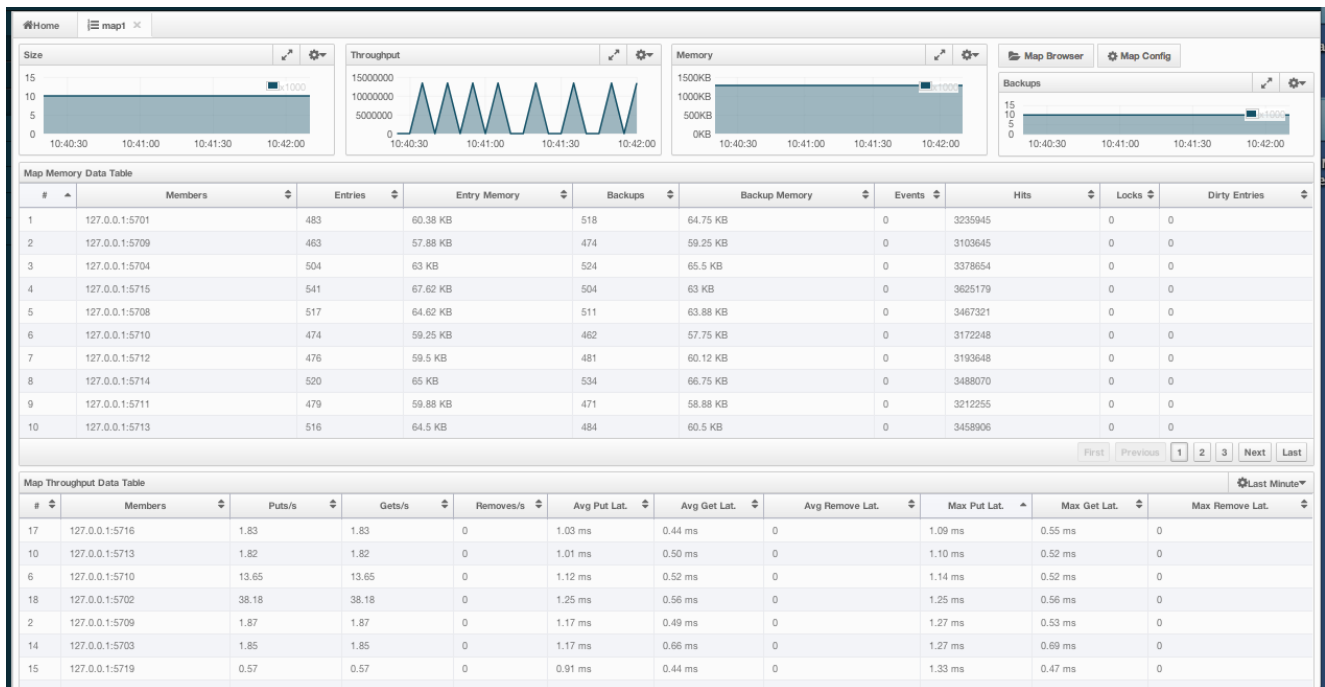 Home map1 ×
Size Throughput Memory Map Browser Map Config
Backups
15
10
5
0
x1000
10:40:30 10:41:00 10:41:30 10:42:00
15000000
10000000
5000000
0
10:40:30 10:41:00 10:41:30 10:42:00
1500KB
1000KB
500KB
0KB
x1000
10:40:30 10:41:00 10:41:30 10:42:00
15
10
5
0
x1000
10:40:30 10:41:00 10:41:30 10:42:00
Map Memory Data Table
# Members Entries Entry Memory Backups Backup Memory Events Hits Locks Dirty Entries
1 127.0.0.1:5701 483 60.38 KB 518 64.75 KB 0 3235945 0 0
2 127.0.0.1:5709 463 57.88 KB 474 59.25 KB 0 3103645 0 0
3 127.0.0.1:5704 504 63 KB 524 65.5 KB 0 3378654 0 0
4 127.0.0.1:5715 541 67.62 KB 504 63 KB 0 3625179 0 0
5 127.0.0.1:5708 517 64.62 KB 511 63.88 KB 0 3467321 0 0
6 127.0.0.1:5710 474 59.25 KB 462 57.75 KB 0 3172248 0 0
7 127.0.0.1:5712 476 59.5 KB 481 60.12 KB 0 3193648 0 0
8 127.0.0.1:5714 520 65 KB 534 66.75 KB 0 3488070 0 0
9 127.0.0.1:5711 479 59.88 KB 471 58.88 KB 0 3212255 0 0
10 127.0.0.1:5713 516 64.5 KB 484 60.5 KB 0 3458906 0 0
First Previous 1 2 3 Next Last
Map Throughput Data Table Last Minute
# Members Puts/s Gets/s Removes/s Avg Put Lat. Avg Get Lat. Avg Remove Lat. Max Put Lat. Max Get Lat. Max Remove Lat.
17 127.0.0.1:5716 1.83 1.83 0 1.03 ms 0.44 ms 0 1.09 ms 0.55 ms 0
10 127.0.0.1:5713 1.82 1.82 0 1.01 ms 0.50 ms 0 1.10 ms 0.52 ms 0
6 127.0.0.1:5710 13.65 13.65 0 1.12 ms 0.52 ms 0 1.14 ms 0.52 ms 0
18 127.0.0.1:5702 38.18 38.18 0 1.25 ms 0.56 ms 0 1.25 ms 0.56 ms 0
2 127.0.0.1:5709 1.87 1.87 0 1.17 ms 0.49 ms 0 1.27 ms 0.53 ms 0
14 127.0.0.1:5703 1.85 1.85 0 1.17 ms 0.66 ms 0 1.27 ms 0.69 ms 0
15 127.0.0.1:5719 0.57 0.57 0 0.91 ms 0.44 ms 0 1.33 ms 0.47 ms 0